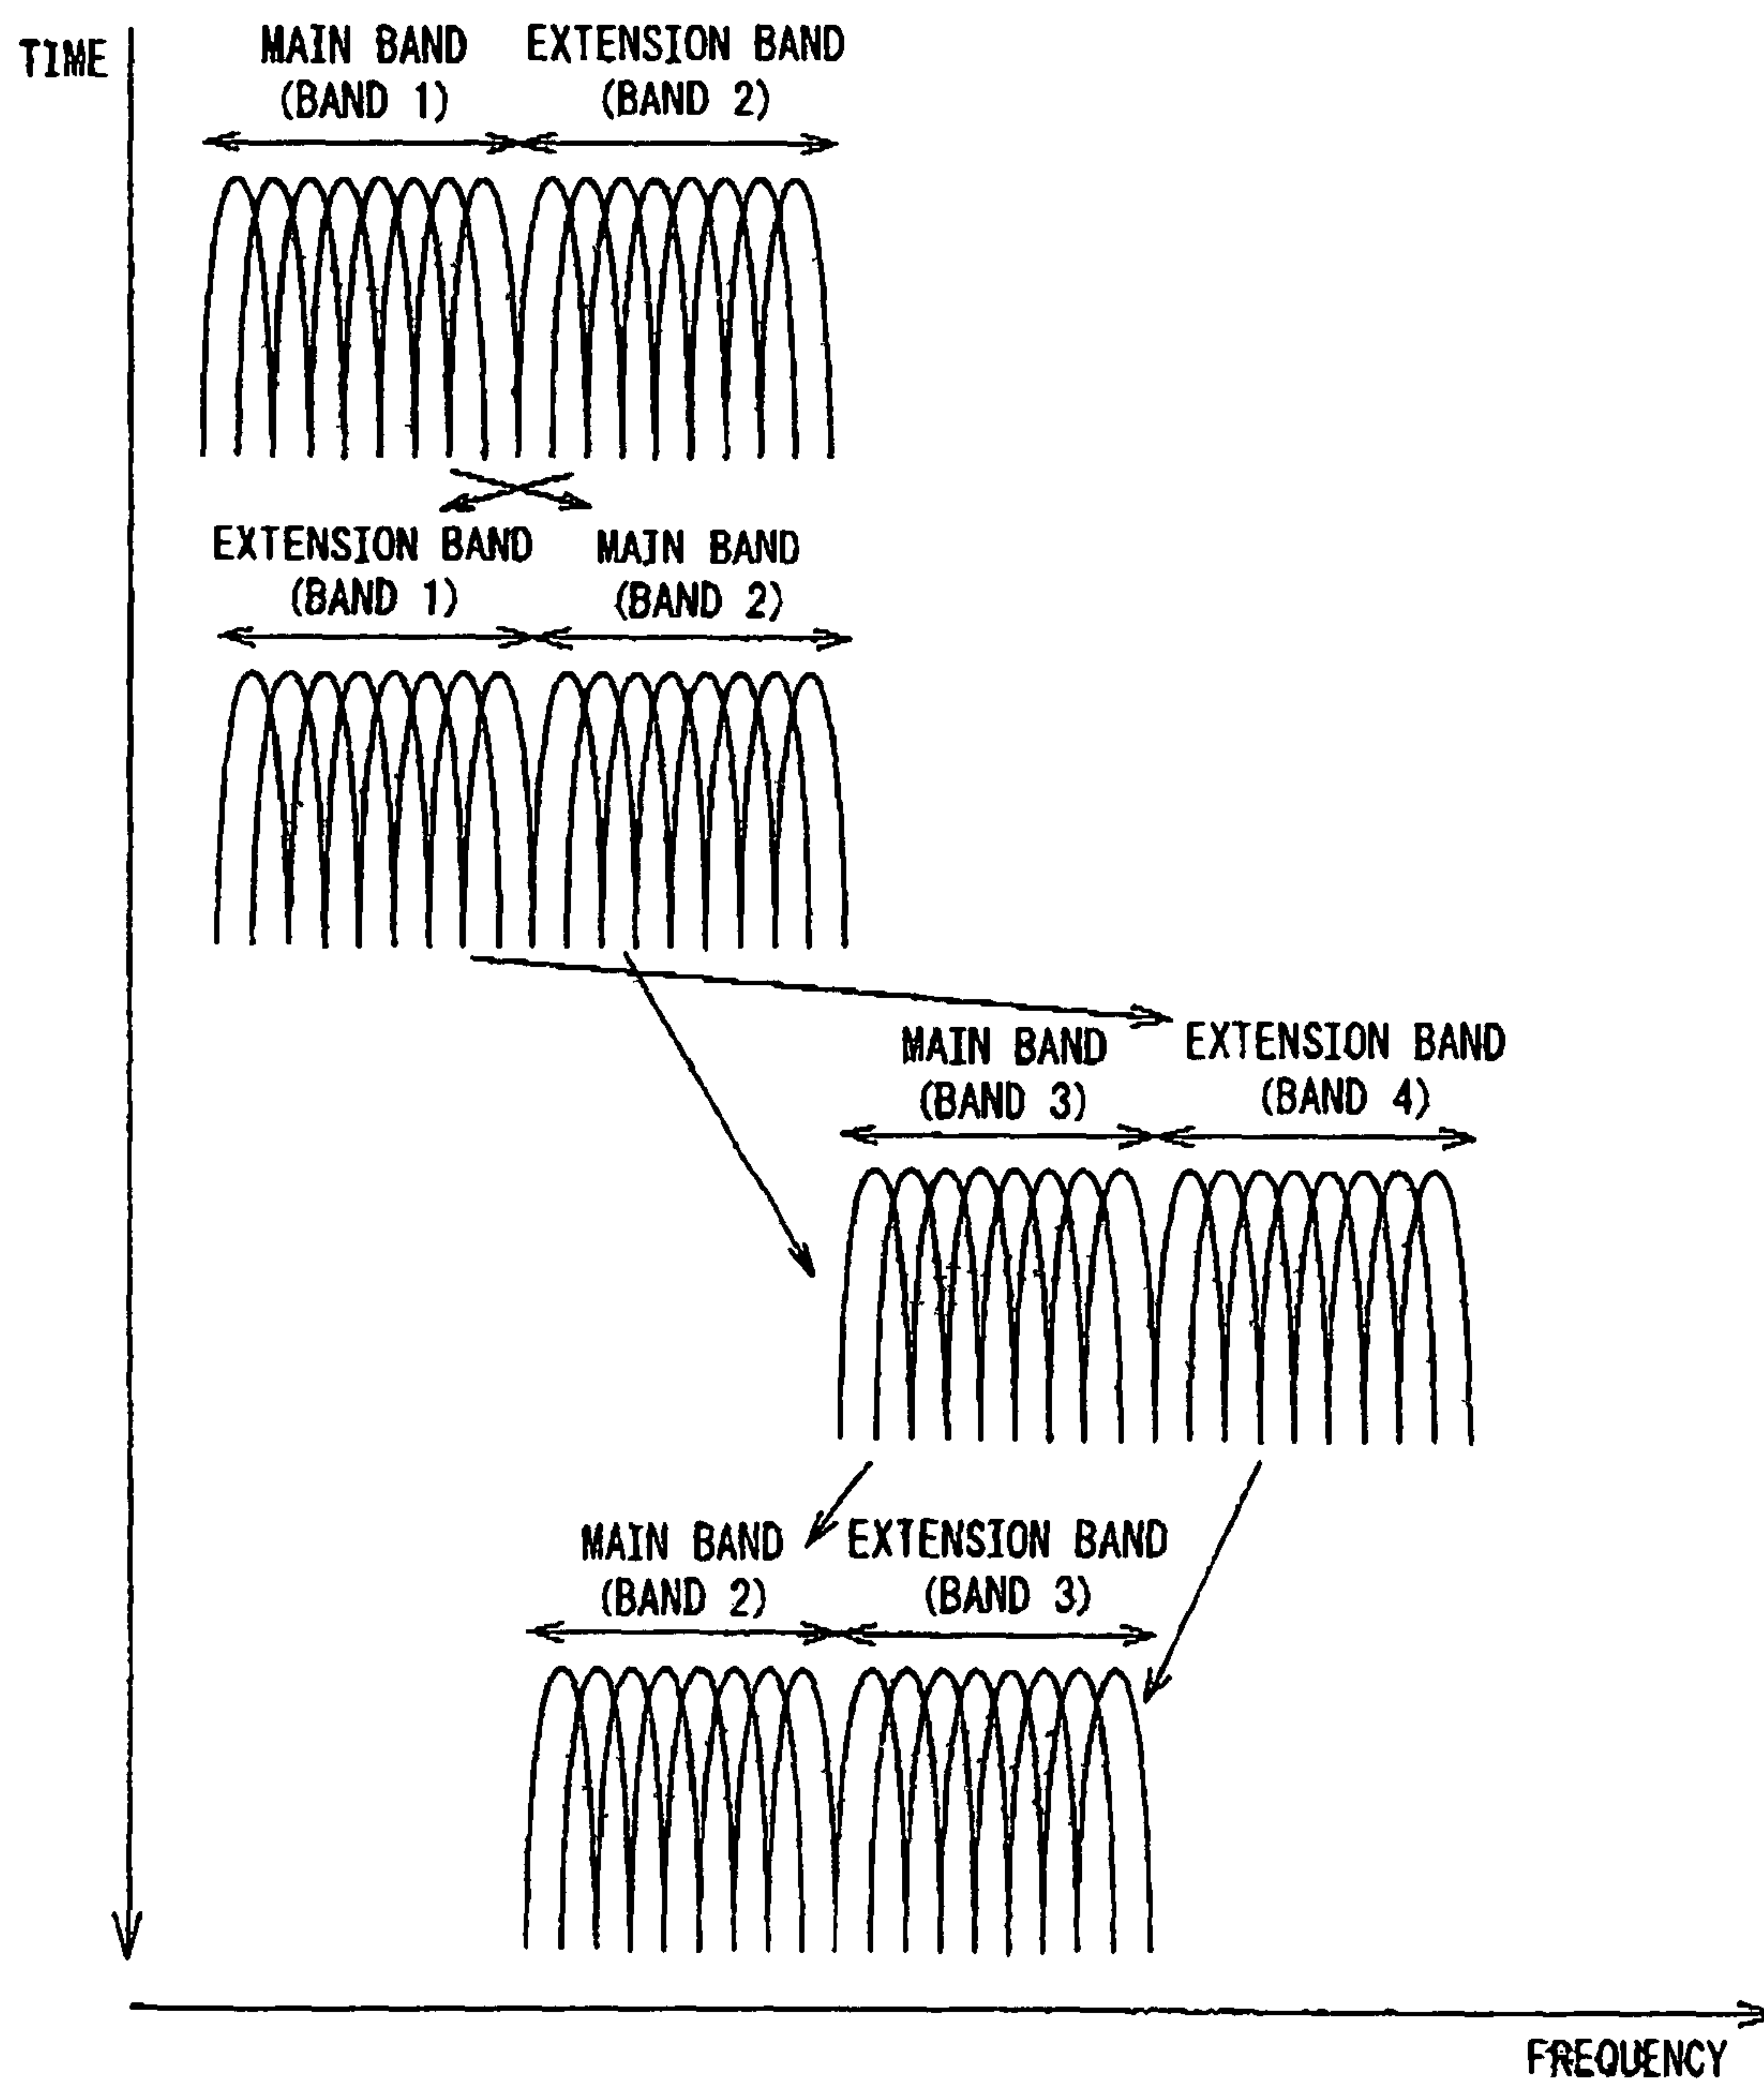 TIME
MAIN BAND
(BAND 1)
EXTENSION BAND
(BAND 2)
EXTENSION BAND
(BAND 1)
MAIN BAND
(BAND 2)
MAIN BAND
(BAND 3)
EXTENSION BAND
(BAND 4)
MAIN BAND
(BAND 2)
EXTENSION BAND
(BAND 3)
FREQUENCY